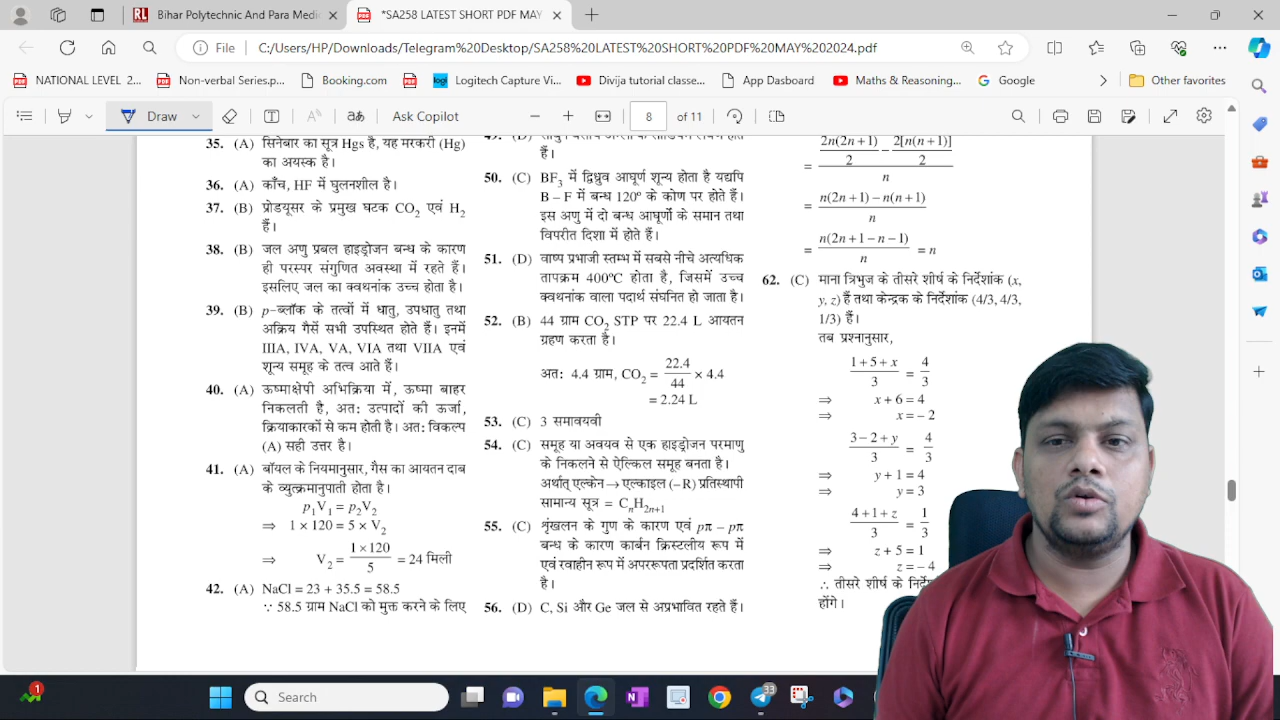 Bihar Polytechnic And Para Medic
*SA258 LATEST SHORT PDF MAY
File
C:/Users/HP/Downloads/Telegram%20Desktop/SA258%20LATEST%20SHORT%20PDF%20MAY%202024.pdf
NATIONAL LEVEL 2...
Non-verbal Series.p...
Booking.com
logi
Logitech Capture Vi...
Divija tutorial classe...
App Dasboard
Maths & Reasoning...
Google
Other favorites
Draw
Ask Copilot
8
of 11
35. (A) सिनेबार का सूत्र Hgs है, यह मरकरी (Hg)
का अयस्क है।
36. (A) काँच, HF में घुलनशील है।
37. (B) प्रोडयूसर के प्रमुख घटक CO₂ एवं H₂
हैं।
38. (B) जल अणु प्रबल हाइड्रोजन बन्ध के कारण
ही परस्पर संगुणित अवस्था में रहते हैं।
इसलिए जल का क्वथनांक उच्च होता है।
39. (B) p–ब्लॉक के तत्वों में धातु, उपधातु तथा
अक्रिय गैसें सभी उपस्थित होते हैं। इनमें
IIIA, IVA, VA, VIA तथा VIIA एवं
शून्य समूह के तत्व आते हैं।
40. (A) ऊष्माक्षेपी अभिक्रिया में, ऊष्मा बाहर
निकलती है, अत: उत्पादों की ऊर्जा,
क्रियाकारकों से कम होती है। अत: विकल्प
(A) सही उत्तर है।
41. (A) बॉयल के नियमानुसार, गैस का आयतन दाब
के व्युत्क्रमानुपाती होता है।
p₁V₁ = p₂V₂
⇒ 1 × 120 = 5 × V₂
⇒ V₂ = 1 × 120 / 5 = 24 मिली
42. (A) NaCl = 23 + 35.5 = 58.5
∵ 58.5 ग्राम NaCl को मुक्त करने के लिए
हैं।
50. (C) BF₃ में द्विध्रुव आघूर्ण शून्य होता है यद्यपि
B – F में बन्ध 120º के कोण पर होते हैं।
इस अणु में दो बन्ध आघूर्णों के समान तथा
विपरीत दिशा में होते हैं।
51. (D) वाष्प प्रभाजी स्तम्भ में सबसे नीचे अत्यधिक
तापक्रम 400ºC होता है, जिसमें उच्च
क्वथनांक वाला पदार्थ संघनित हो जाता है।
52. (B) 44 ग्राम CO₂ STP पर 22.4 L आयतन
ग्रहण करता है।
अत: 4.4 ग्राम, CO₂ = 22.4 / 44 × 4.4
= 2.24 L
53. (C) 3 समावयवी
54. (C) समूह या अवयव से एक हाइड्रोजन परमाणु
के निकलने से ऐल्किल समूह बनता है।
अर्थात् एल्केन → एल्काइल (–R) प्रतिस्थापी
सामान्य सूत्र = CₙH₂ₙ₊₁
55. (C) शृंखलन के गुण के कारण एवं pπ – pπ
बन्ध के कारण कार्बन क्रिस्टलीय रूप में
एवं रवाहीन रूप में अपररूपता प्रदर्शित करता
है।
56. (D) C, Si और Ge जल से अप्रभावित रहते हैं।
= (2n(2n+1) / 2 – 2[n(n+1)] / 2) / n
= n(2n+1) – n(n+1) / n
= n(2n+1–n–1) / n = n
62. (C) माना त्रिभुज के तीसरे शीर्ष के निर्देशांक (x,
y, z) हैं तथा केन्द्रक के निर्देशांक (4/3, 4/3,
1/3) हैं।
तब प्रश्नानुसार,
1+5+x / 3 = 4 / 3
⇒ x + 6 = 4
⇒ x = – 2
3–2+y / 3 = 4 / 3
⇒ y + 1 = 4
⇒ y = 3
4+1+z / 3 = 1 / 3
⇒ z + 5 = 1
⇒ z = – 4
∴ तीसरे शीर्ष के
होंगे।
1
Search
33